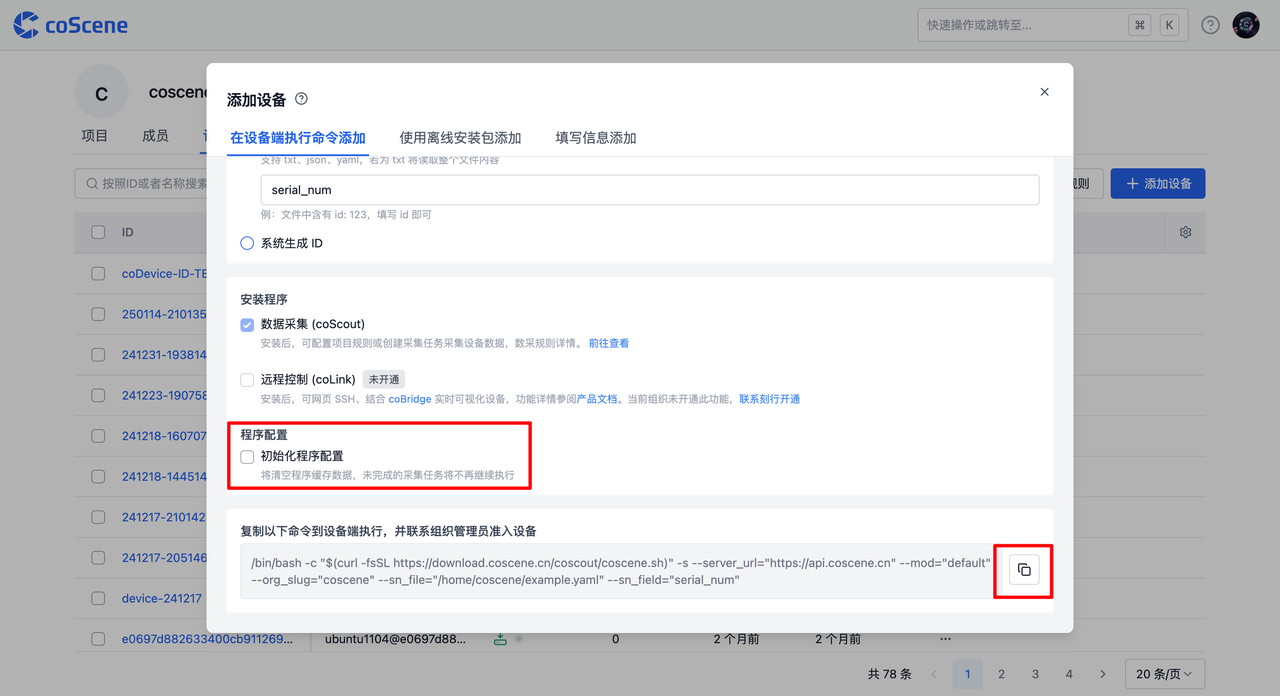 coScene
快速操作或跳转至...
⌘
K
C
coscene
项目
成员
按照ID或者名称搜索
规则
添加设备
ID
coDevice-ID-TE
250114-210135
241231-193814
241223-190758
241218-160707
241218-144514
241217-210142
241217-205146
device-241217
e0697d882633400cb911269...
ubuntu1104@e0697d88...
0
2 个月前
2 个月前
...
共 78 条
1
2
3
4
20 条/页
添加设备
在设备端执行命令添加
使用离线安装包添加
填写信息添加
支持 txt、json、yaml，若为 txt 将读取整个文件内容
serial_num
例：文件中含有 id: 123，填写 id 即可
系统生成 ID
安装程序
数据采集 (coScout)
安装后，可配置项目规则或创建采集任务采集设备数据，数采规则详情。 前往查看
远程控制 (coLink) 未开通
安装后，可网页 SSH、结合 coBridge 实时可视化设备，功能详情参阅产品文档。当前组织未开通此功能，联系刻行开通
程序配置
初始化程序配置
将清空程序缓存数据，未完成的采集任务将不再继续执行
复制以下命令到设备端执行，并联系组织管理员准入设备
/bin/bash -c "$(curl -fsSL https://download.coscene.cn/coscout/coscene.sh)" -s --server_url="https://api.coscene.cn" --mod="default"
--org_slug="coscene" --sn_file="/home/coscene/example.yaml" --sn_field="serial_num"